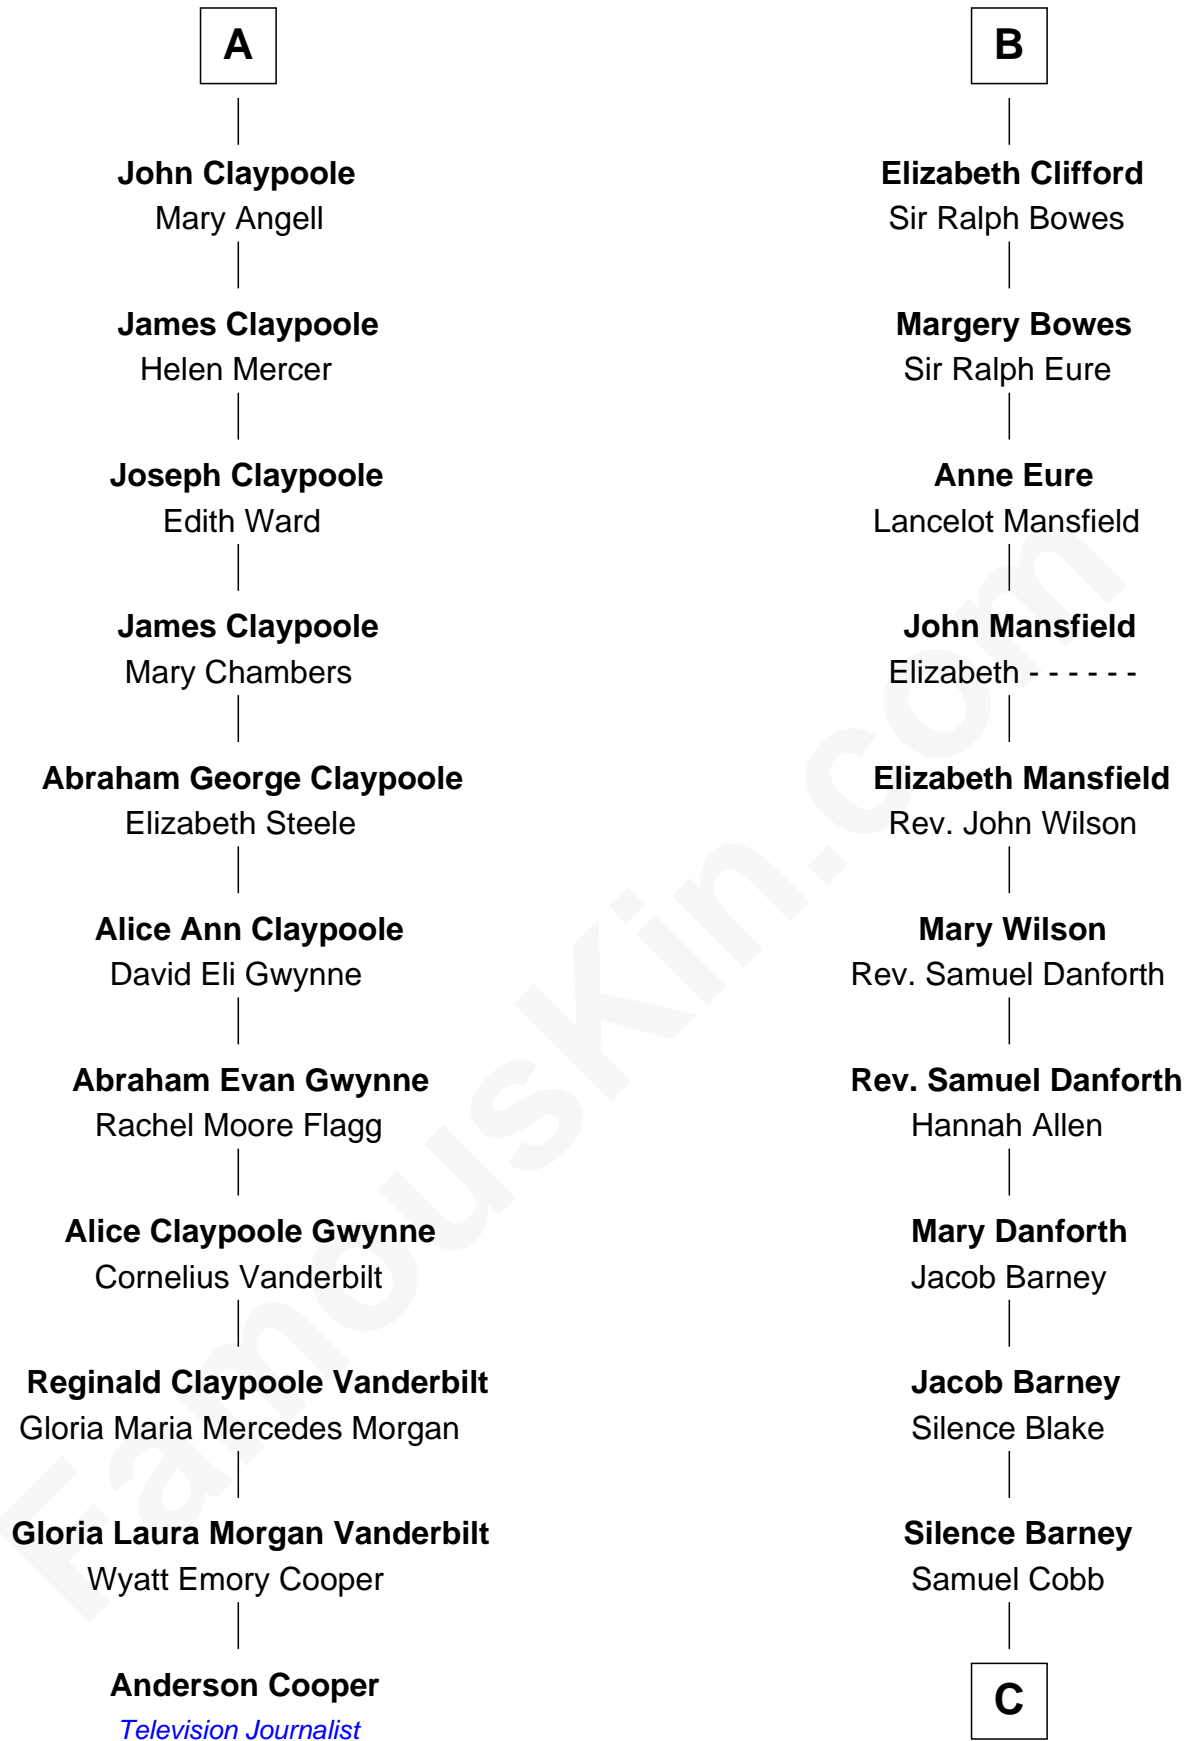 A
John Claypoole
Mary Angell
James Claypoole
Helen Mercer
Joseph Claypoole
Edith Ward
James Claypoole
Mary Chambers
Abraham George Claypoole
Elizabeth Steele
Alice Ann Claypoole
David Eli Gwynne
Abraham Evan Gwynne
Rachel Moore Flagg
Alice Claypoole Gwynne
Cornelius Vanderbilt
Reginald Claypoole Vanderbilt
Gloria Maria Mercedes Morgan
Gloria Laura Morgan Vanderbilt
Wyatt Emory Cooper
Anderson Cooper
Television Journalist
B
Elizabeth Clifford
Sir Ralph Bowes
Margery Bowes
Sir Ralph Eure
Anne Eure
Lancelot Mansfield
John Mansfield
Elizabeth - - - - - -
Elizabeth Mansfield
Rev. John Wilson
Mary Wilson
Rev. Samuel Danforth
Rev. Samuel Danforth
Hannah Allen
Mary Danforth
Jacob Barney
Jacob Barney
Silence Blake
Silence Barney
Samuel Cobb
C
FamousKin.com